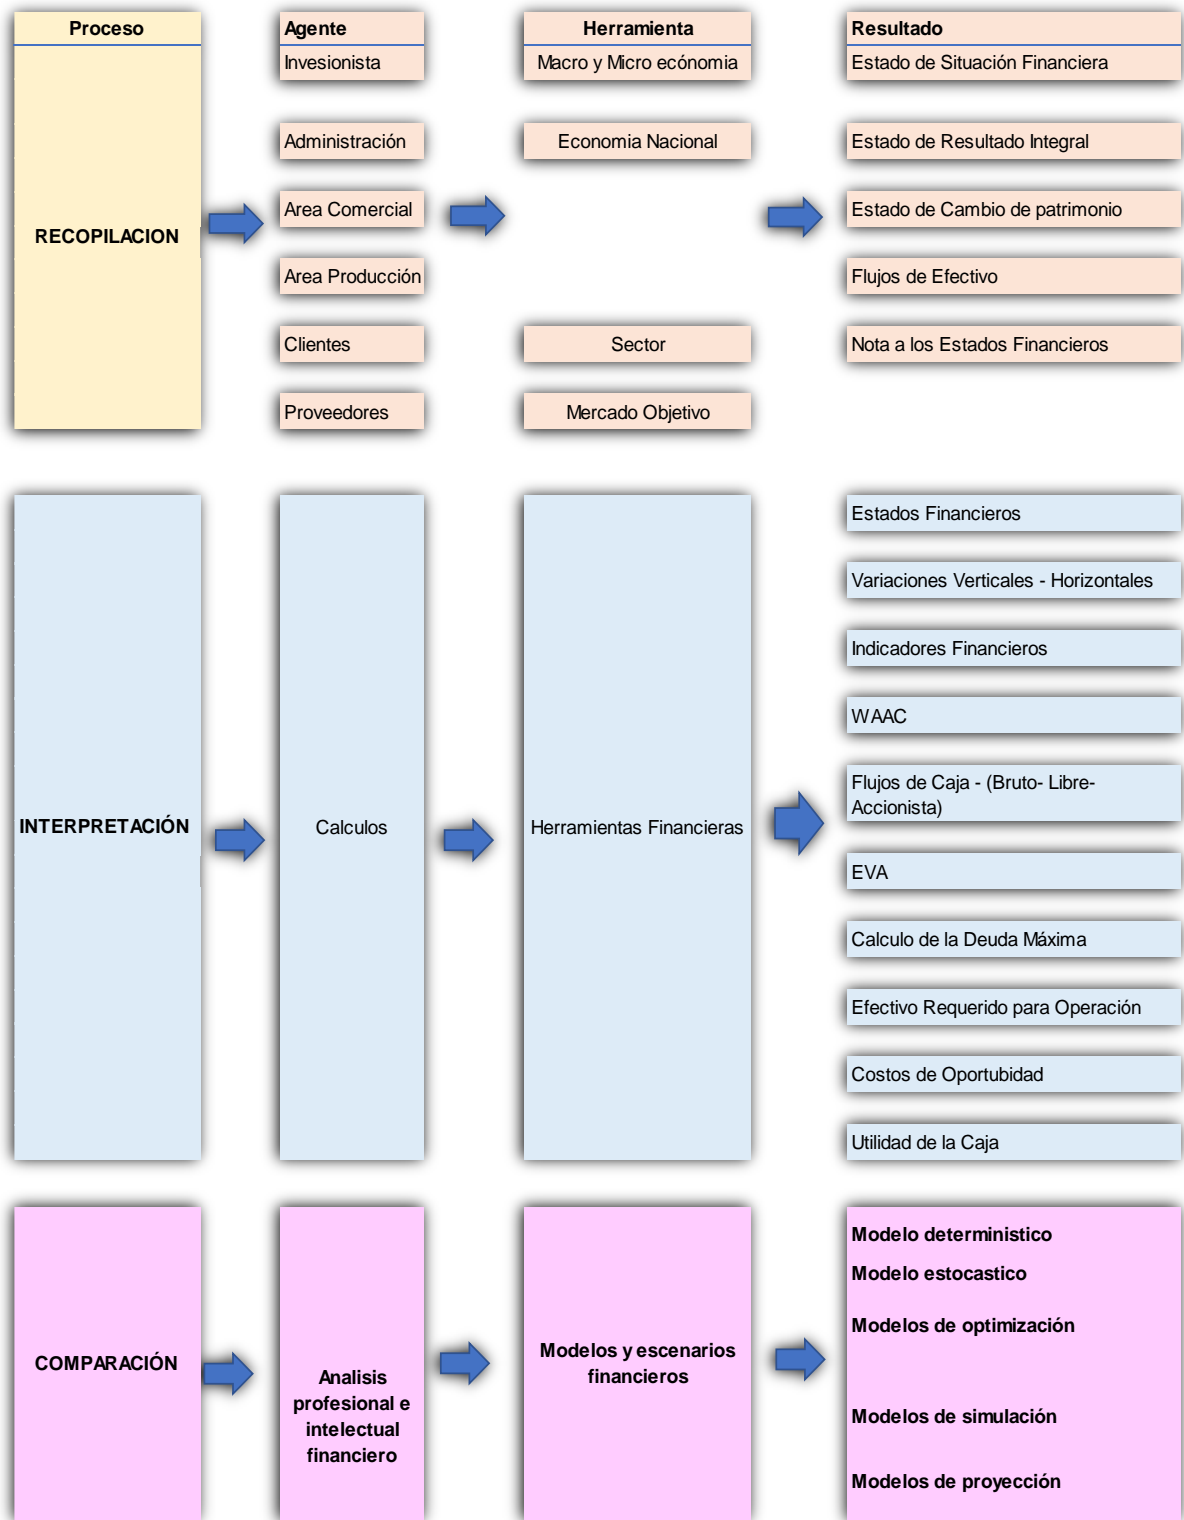 Proceso
Agente
Herramienta
Resultado
Invesionista
Macro y Micro ecónomia
Estado de Situación Financiera
Administración
Economia Nacional
Estado de Resultado Integral
Area Comercial
Estado de Cambio de patrimonio
RECOPILACION
Area Producción
Flujos de Efectivo
Clientes
Sector
Nota a los Estados Financieros
Proveedores
Mercado Objetivo
Estados Financieros
Variaciones Verticales - Horizontales
Indicadores Financieros
WAAC
Flujos de Caja - (Bruto- Libre-
Accionista)
INTERPRETACIÓN
Calculos
Herramientas Financieras
EVA
Calculo de la Deuda Máxima
Efectivo Requerido para Operación
Costos de Oportubidad
Utilidad de la Caja
Modelo deterministico
Modelo estocastico
Modelos de optimización
COMPARACIÓN
Analisis
profesional e
intelectual
financiero
Modelos y escenarios
financieros
Modelos de simulación
Modelos de proyección